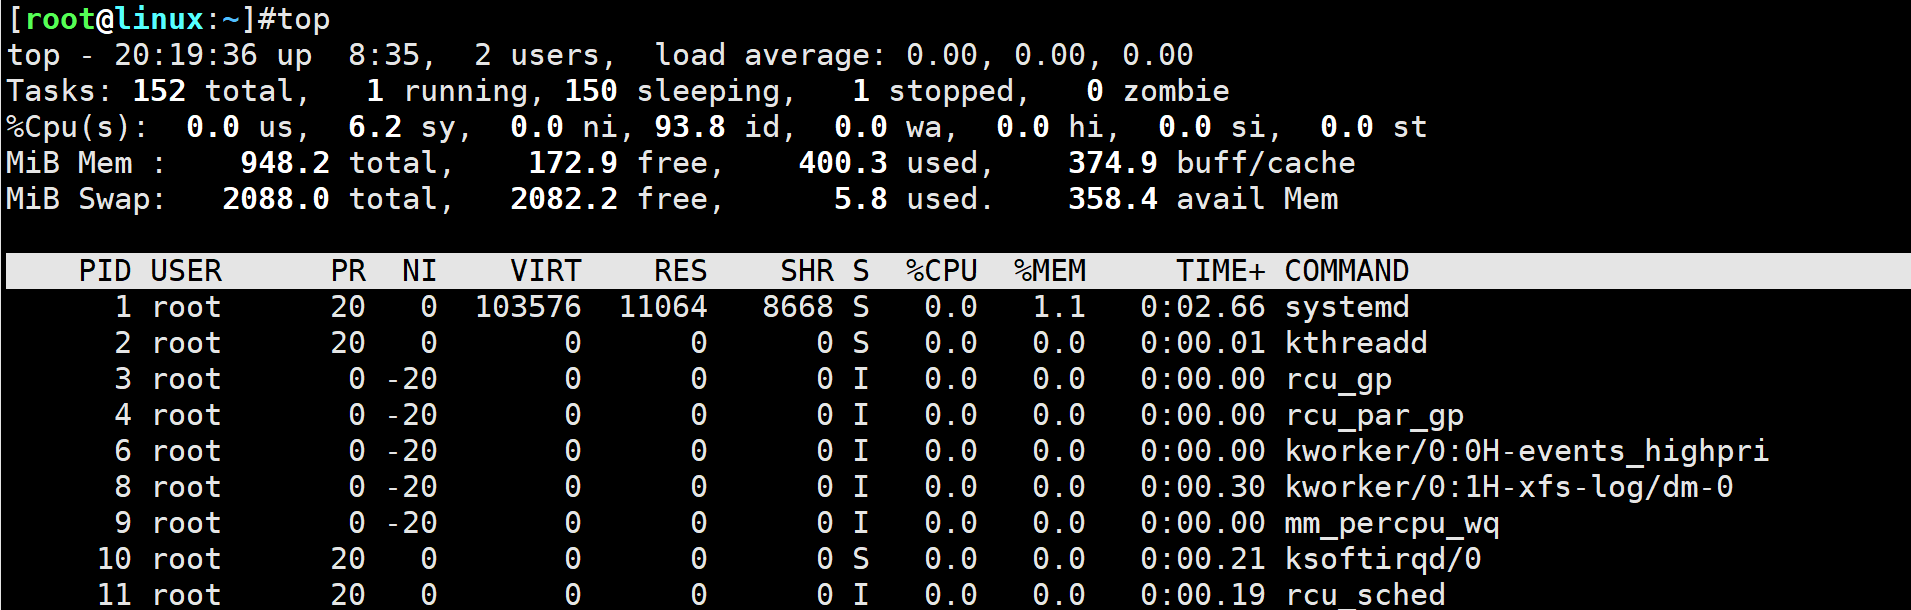 [root@linux:~]#top
top - 20:19:36 up  8:35,  2 users,  load average: 0.00, 0.00, 0.00
Tasks: 152 total,   1 running, 150 sleeping,   1 stopped,   0 zombie
%Cpu(s):  0.0 us,  6.2 sy,  0.0 ni, 93.8 id,  0.0 wa,  0.0 hi,  0.0 si,  0.0 st
MiB Mem :    948.2 total,    172.9 free,    400.3 used,    374.9 buff/cache
MiB Swap:   2088.0 total,   2082.2 free,      5.8 used.    358.4 avail Mem
    PID USER      PR  NI    VIRT    RES    SHR S  %CPU  %MEM     TIME+ COMMAND
      1 root      20   0  103576  11064   8668 S   0.0   1.1   0:02.66 systemd
      2 root      20   0       0      0      0 S   0.0   0.0   0:00.01 kthreadd
      3 root       0 -20       0      0      0 I   0.0   0.0   0:00.00 rcu_gp
      4 root       0 -20       0      0      0 I   0.0   0.0   0:00.00 rcu_par_gp
      6 root       0 -20       0      0      0 I   0.0   0.0   0:00.00 kworker/0:0H-events_highpri
      8 root       0 -20       0      0      0 I   0.0   0.0   0:00.30 kworker/0:1H-xfs-log/dm-0
      9 root       0 -20       0      0      0 I   0.0   0.0   0:00.00 mm_percpu_wq
     10 root      20   0       0      0      0 S   0.0   0.0   0:00.21 ksoftirqd/0
     11 root      20   0       0      0      0 I   0.0   0.0   0:00.19 rcu_sched